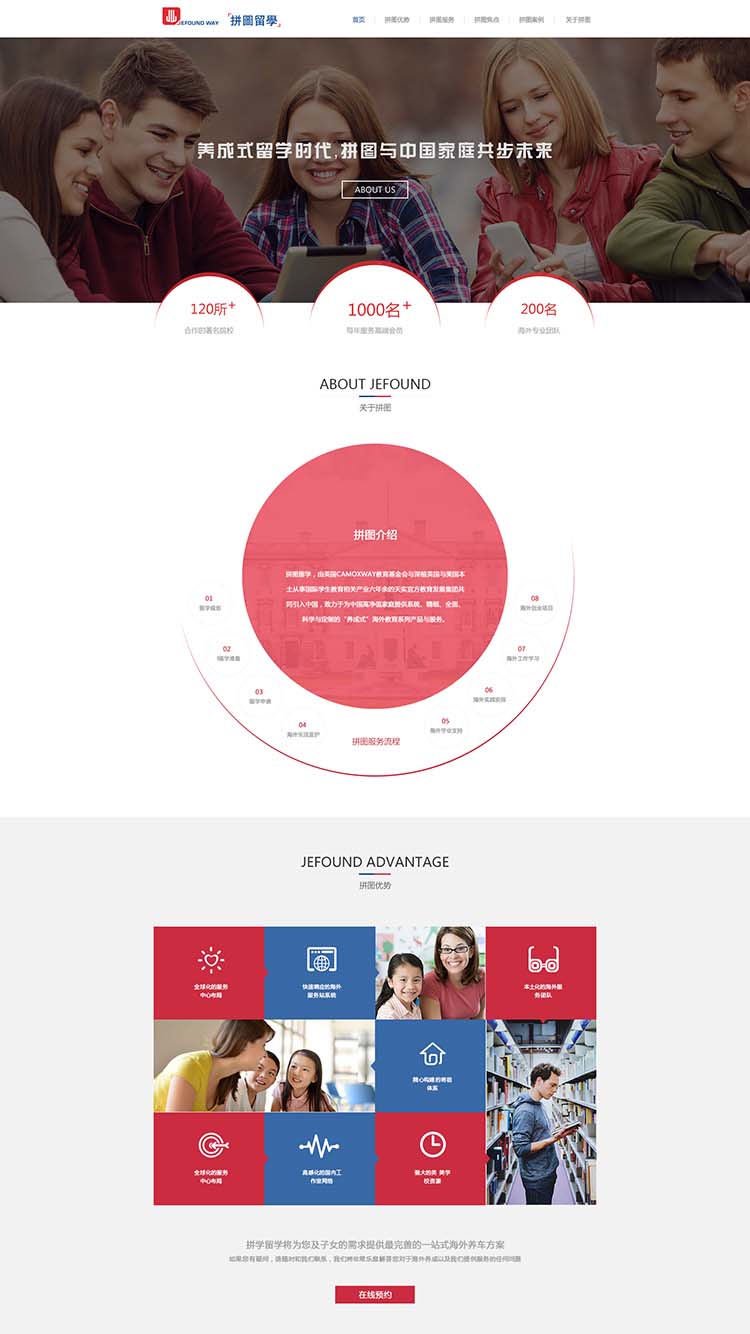 JEFOUND WAY
拼圖留學
首页
拼图优势
拼图服务
拼图焦点
拼图案例
关于拼图
养成式留学时代,拼图与中国家庭共步未来
ABOUT US
120所+
合作的著名院校
1000名+
每年服务高端会员
200名
海外专业团队
ABOUT JEFOUND
关于拼图
拼图介绍
拼图留学，由英国CAMOXWAY教育基金会与深植英国与美国本
土从事国际学生教育相关产业六年余的天实官方教育发展集团共
同引入中国，致力于为中国高净值家庭提供系统、精细、全面、
科学与定制的“养成式”海外教育系列产品与服务。
01
留学规划
02
03
留学申请
04
海外生活监护
05
海外学业支持
06
海外实践安排
07
海外工作学习
08
海外创业项目
拼图服务流程
JEFOUND ADVANTAGE
拼图优势
全球化的服务
中心布局
快速响应的海外
服务站系统
本土化的海外服
务团队
随心构建的寄宿
体系
全球化的服务
中心布局
高感化的国内工
作室网络
强大的英 美学
校资源
拼学留学将为您及子女的需求提供最完善的一站式海外养车方案
如果您有疑问，请随时和我们联系，我们将非常乐意解答您对于海外养成以及我们提供服务的任何问题
在线预约